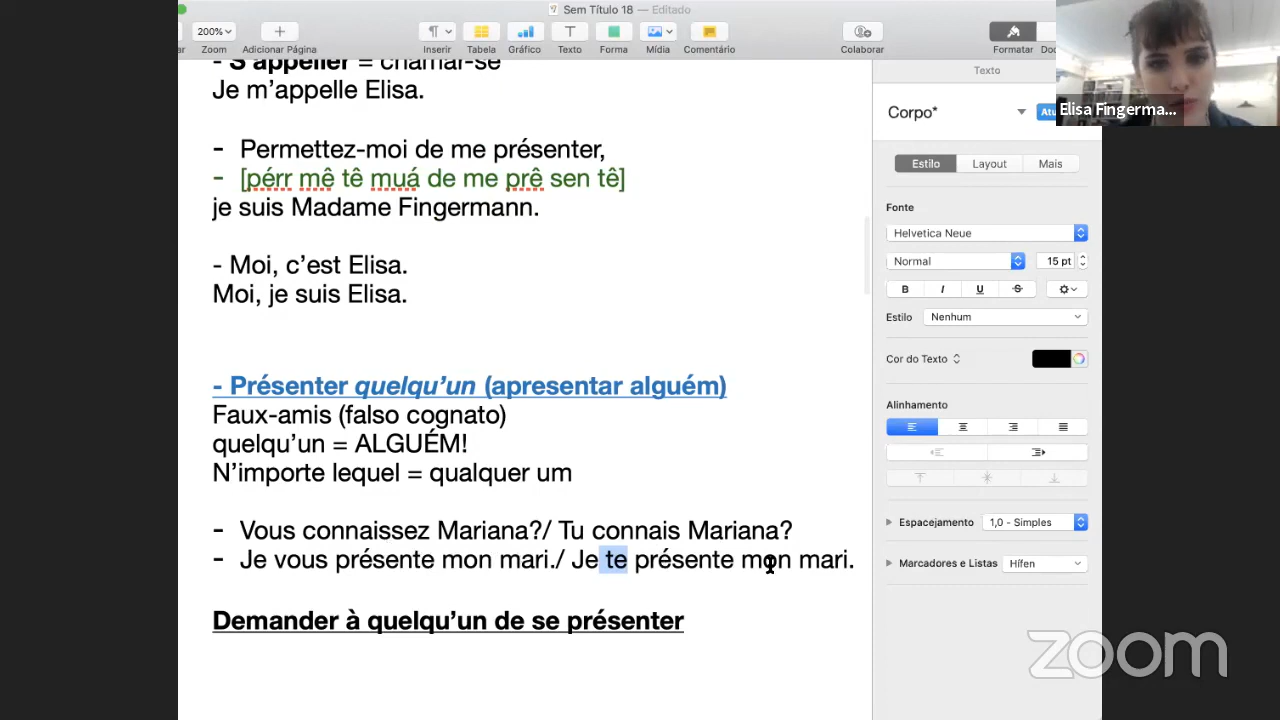 Sem Título 18 — Editado
200%
Zoom
Adicionar Página
Inserir
Tabela
Gráfico
Texto
Forma
Mídia
Comentário
Colaborar
Formatar
Elisa Fingerma...
- S'appeller = chamar-se
Je m'appelle Elisa.
- Permettez-moi de me présenter,
- [pérr mê tê muá de me prê sen tê]
je suis Madame Fingermann.
- Moi, c'est Elisa.
Moi, je suis Elisa.
- Présenter quelqu'un (apresentar alguém)
Faux-amis (falso cognato)
quelqu'un = ALGUÉM!
N'importe lequel = qualquer um
- Vous connaissez Mariana?/ Tu connais Mariana?
- Je vous présente mon mari./ Je te présente mon mari.
Demander à quelqu'un de se présenter
Texto
Corpo*
Estilo
Layout
Mais
Fonte
Helvetica Neue
Normal
15 pt
B I U S
Estilo
Nenhum
Cor do Texto
Alinhamento
Espacejamento
1,0 - Simples
Marcadores e Listas
Hífen
zoom